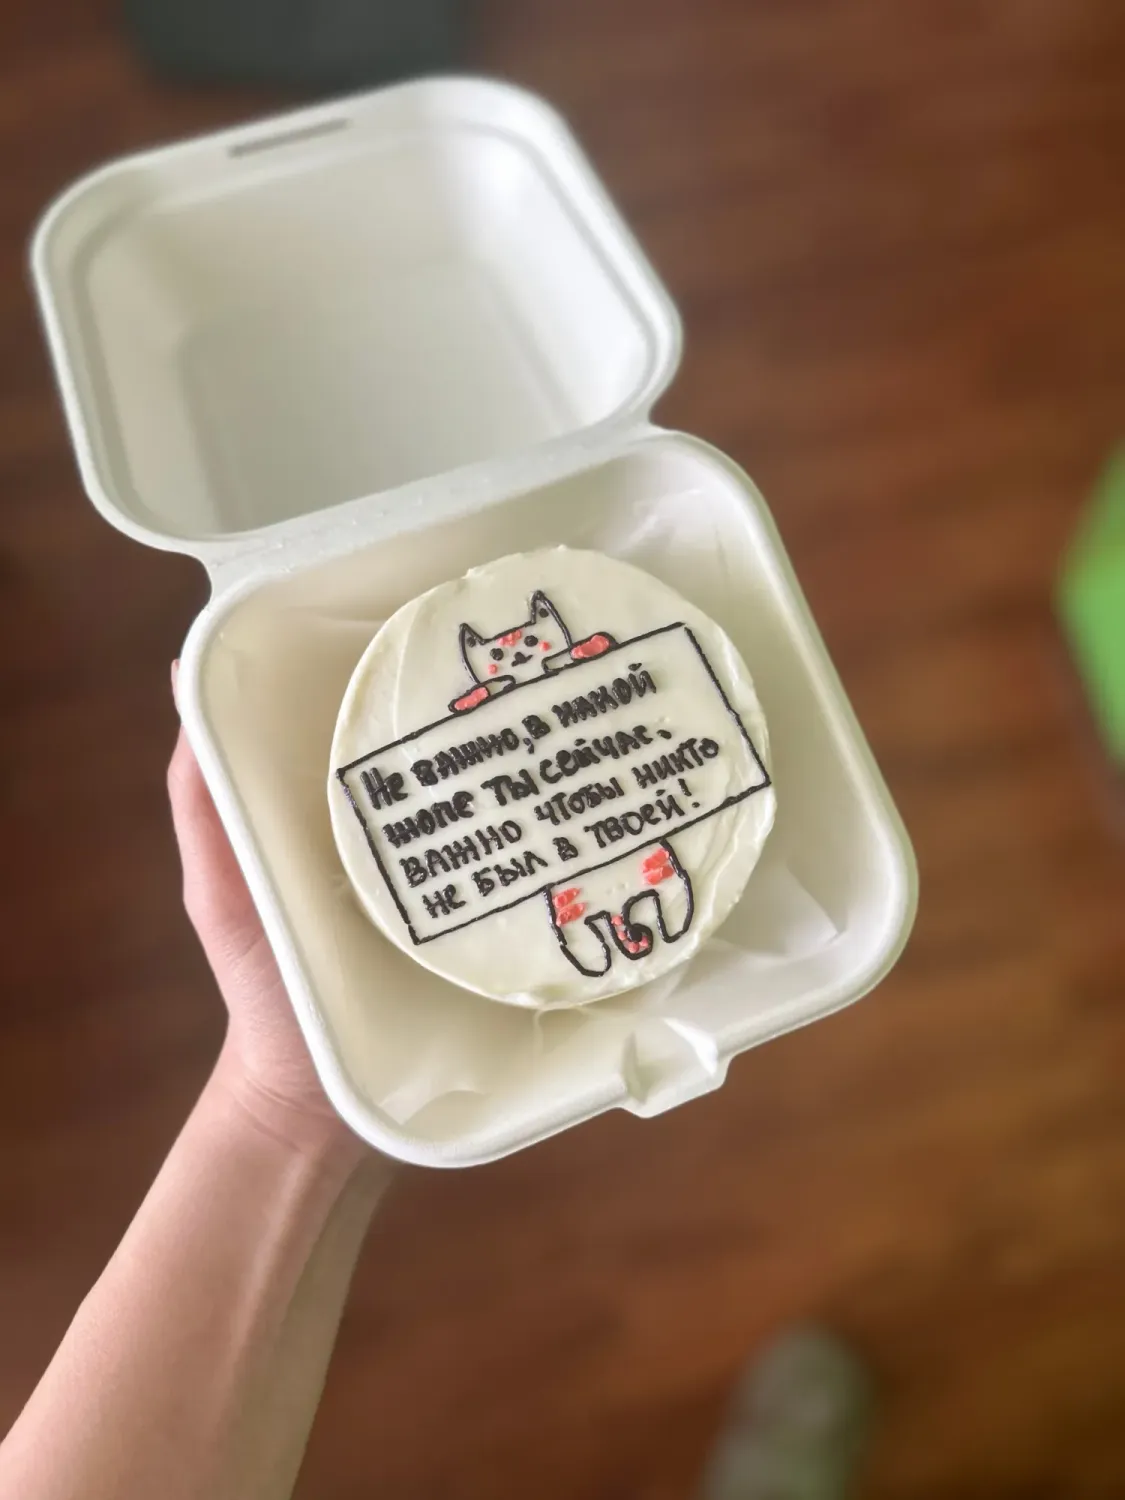 Не важно, в какой
жопе ты сейчас,
важно чтобы никто
не был в твоей!